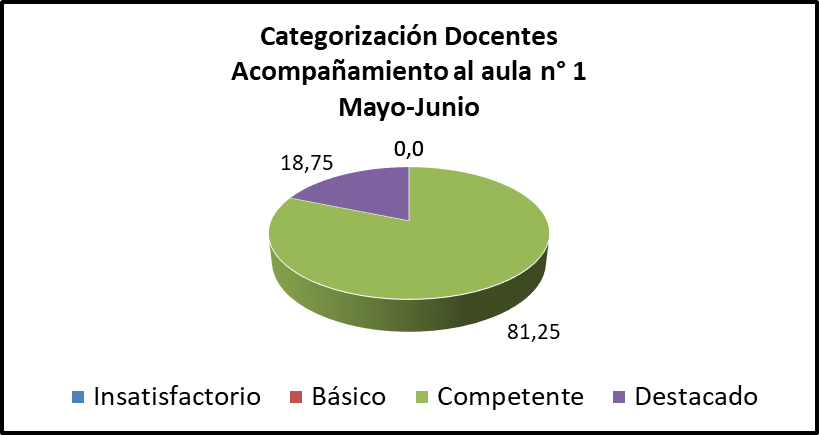 Categorización Docentes
Acompañamiento al aula n° 1
Mayo-Junio
0,0
18,75
81,25
Insatisfactorio Básico Competente Destacado